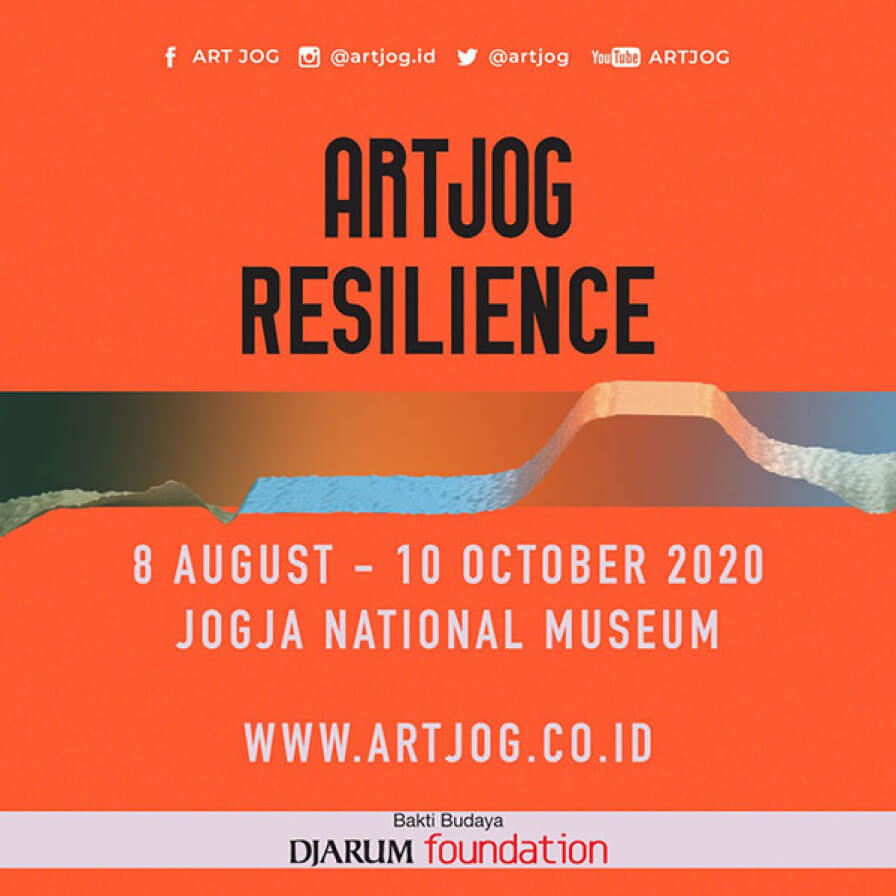 ART JOG @artjog.id @artjog YouTube ARTJOG
ARTJOG
RESILIENCE
8 AUGUST - 10 OCTOBER 2020
JOGJA NATIONAL MUSEUM
WWW.ARTJOG.CO.ID
Bakti Budaya
DJARUM foundation